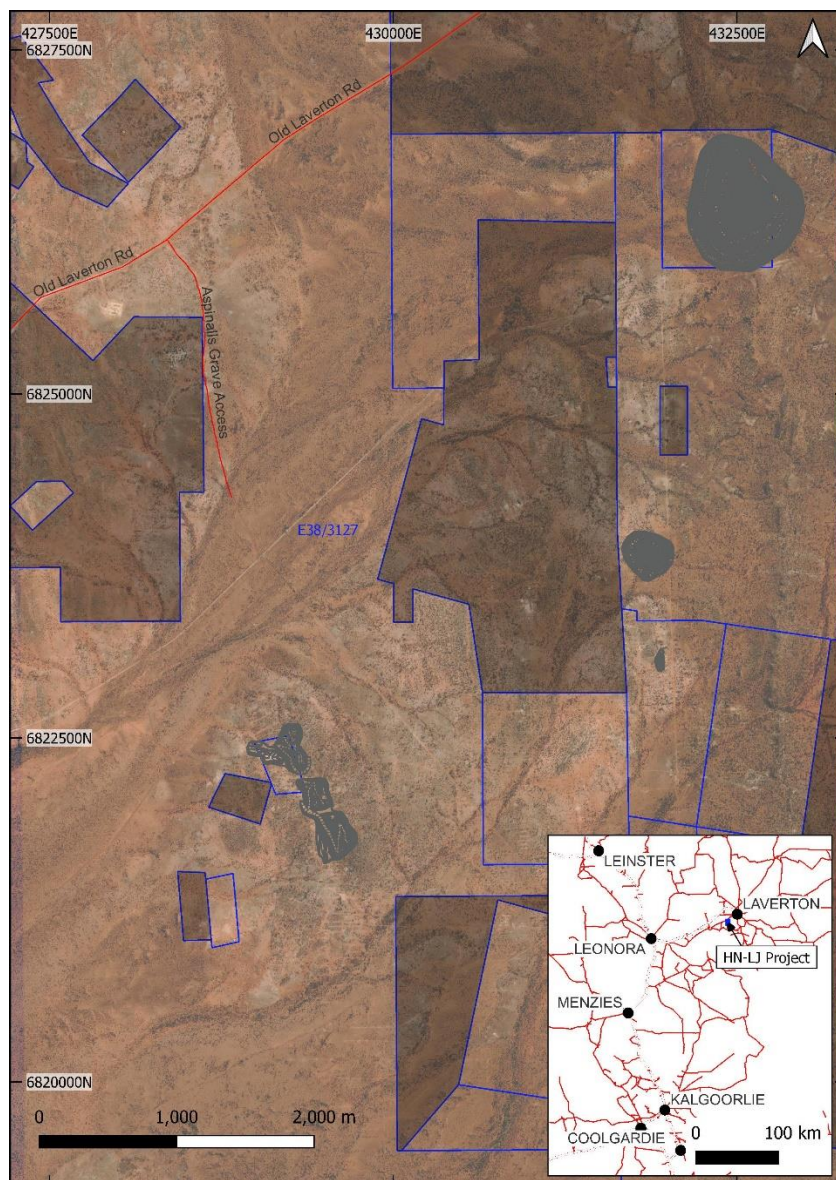 427500E
430000E
432500E
6827500N
Old Laverton Rd
Old Laverton Rd
Aspinalls Grave Access
6825000N
E38/3127
6822500N
6820000N
0
1,000
2,000 m
LEINSTER
LAVERTON
LEONORA
HN-LJ Project
MENZIES
KALGOORLIE
COOLGARDIE
0
100 km